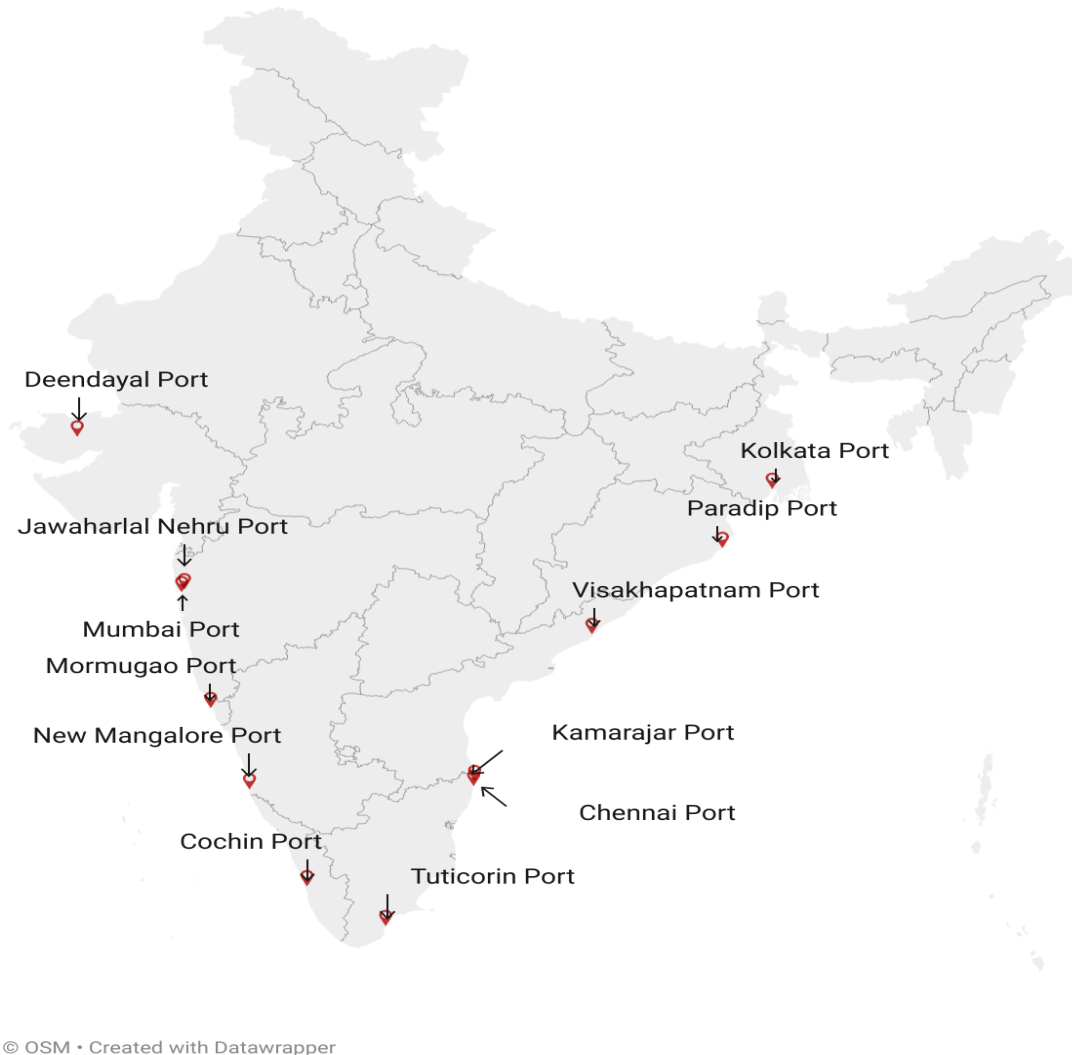 Deendayal Port
Kolkata Port
Paradip Port
Jawaharlal Nehru Port
Visakhapatnam Port
Mumbai Port
Mormugao Port
Kamarajar Port
New Mangalore Port
Chennai Port
Cochin Port
Tuticorin Port
© OSM • Created with Datawrapper